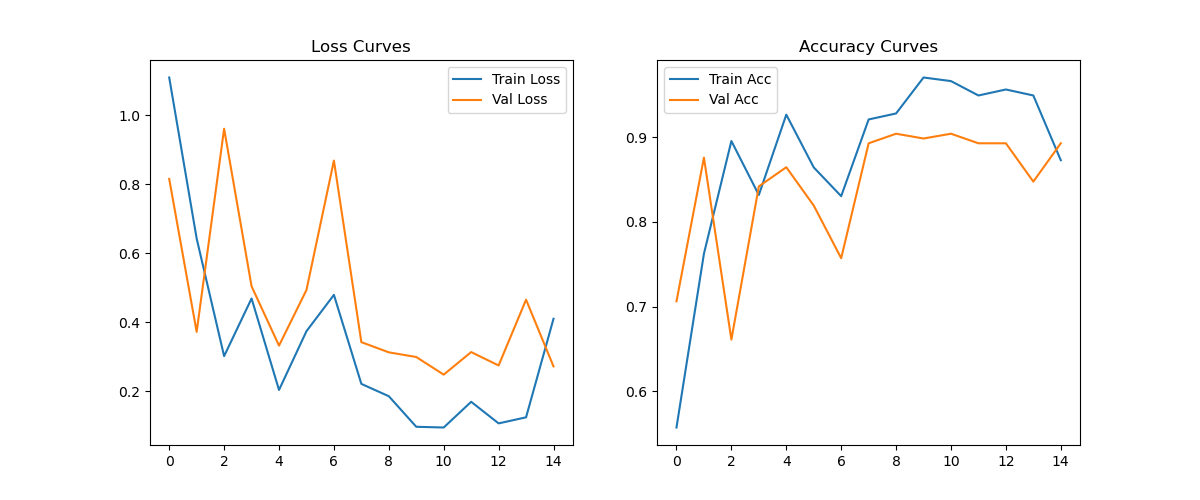 Loss Curves
Train Loss
Val Loss
1.0
0.8
0.6
0.4
0.2
0 2 4 6 8 10 12 14
Accuracy Curves
Train Acc
Val Acc
0.9
0.8
0.7
0.6
0 2 4 6 8 10 12 14